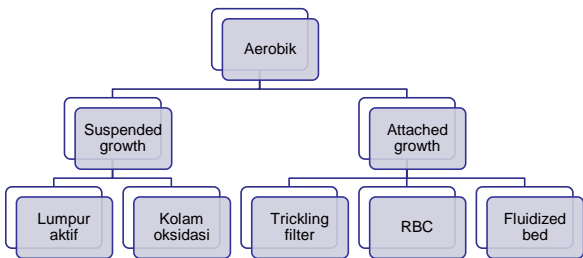 Aerobik
Suspended
growth
Attached
growth
Lumpur
aktif
Kolam
oksidasi
Trickling
filter
RBC
Fluidized
bed